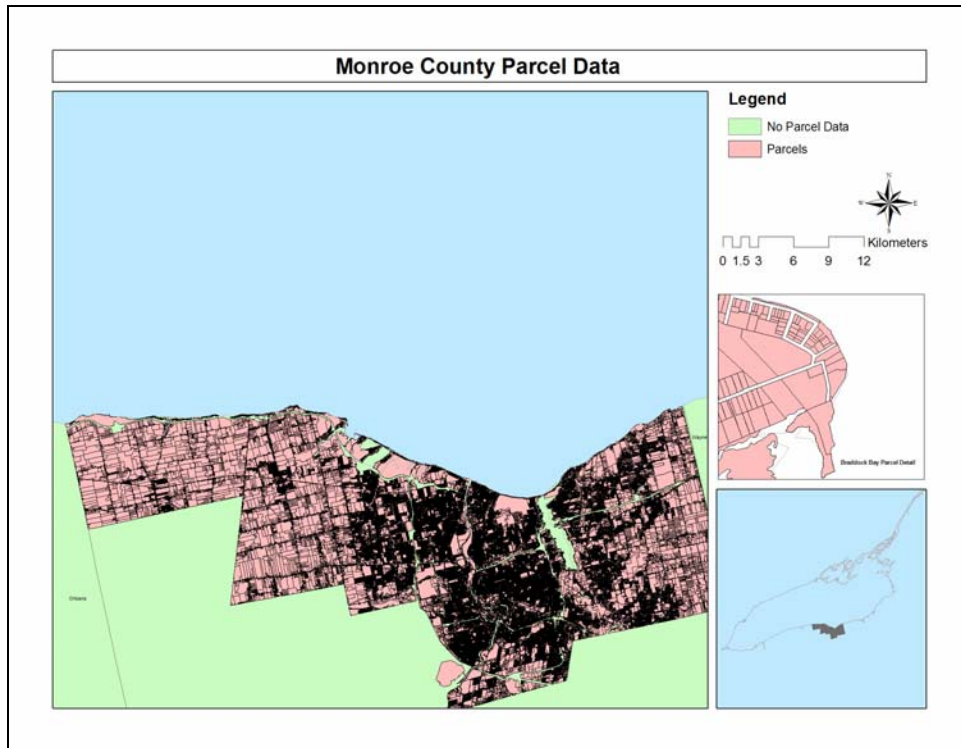 Monroe County Parcel Data
Legend
No Parcel Data
Parcels
N
W E
S
Kilometers
0 1.5 3 6 9 12
Braddock Bay Parcel Detail
Wayne
Orleans